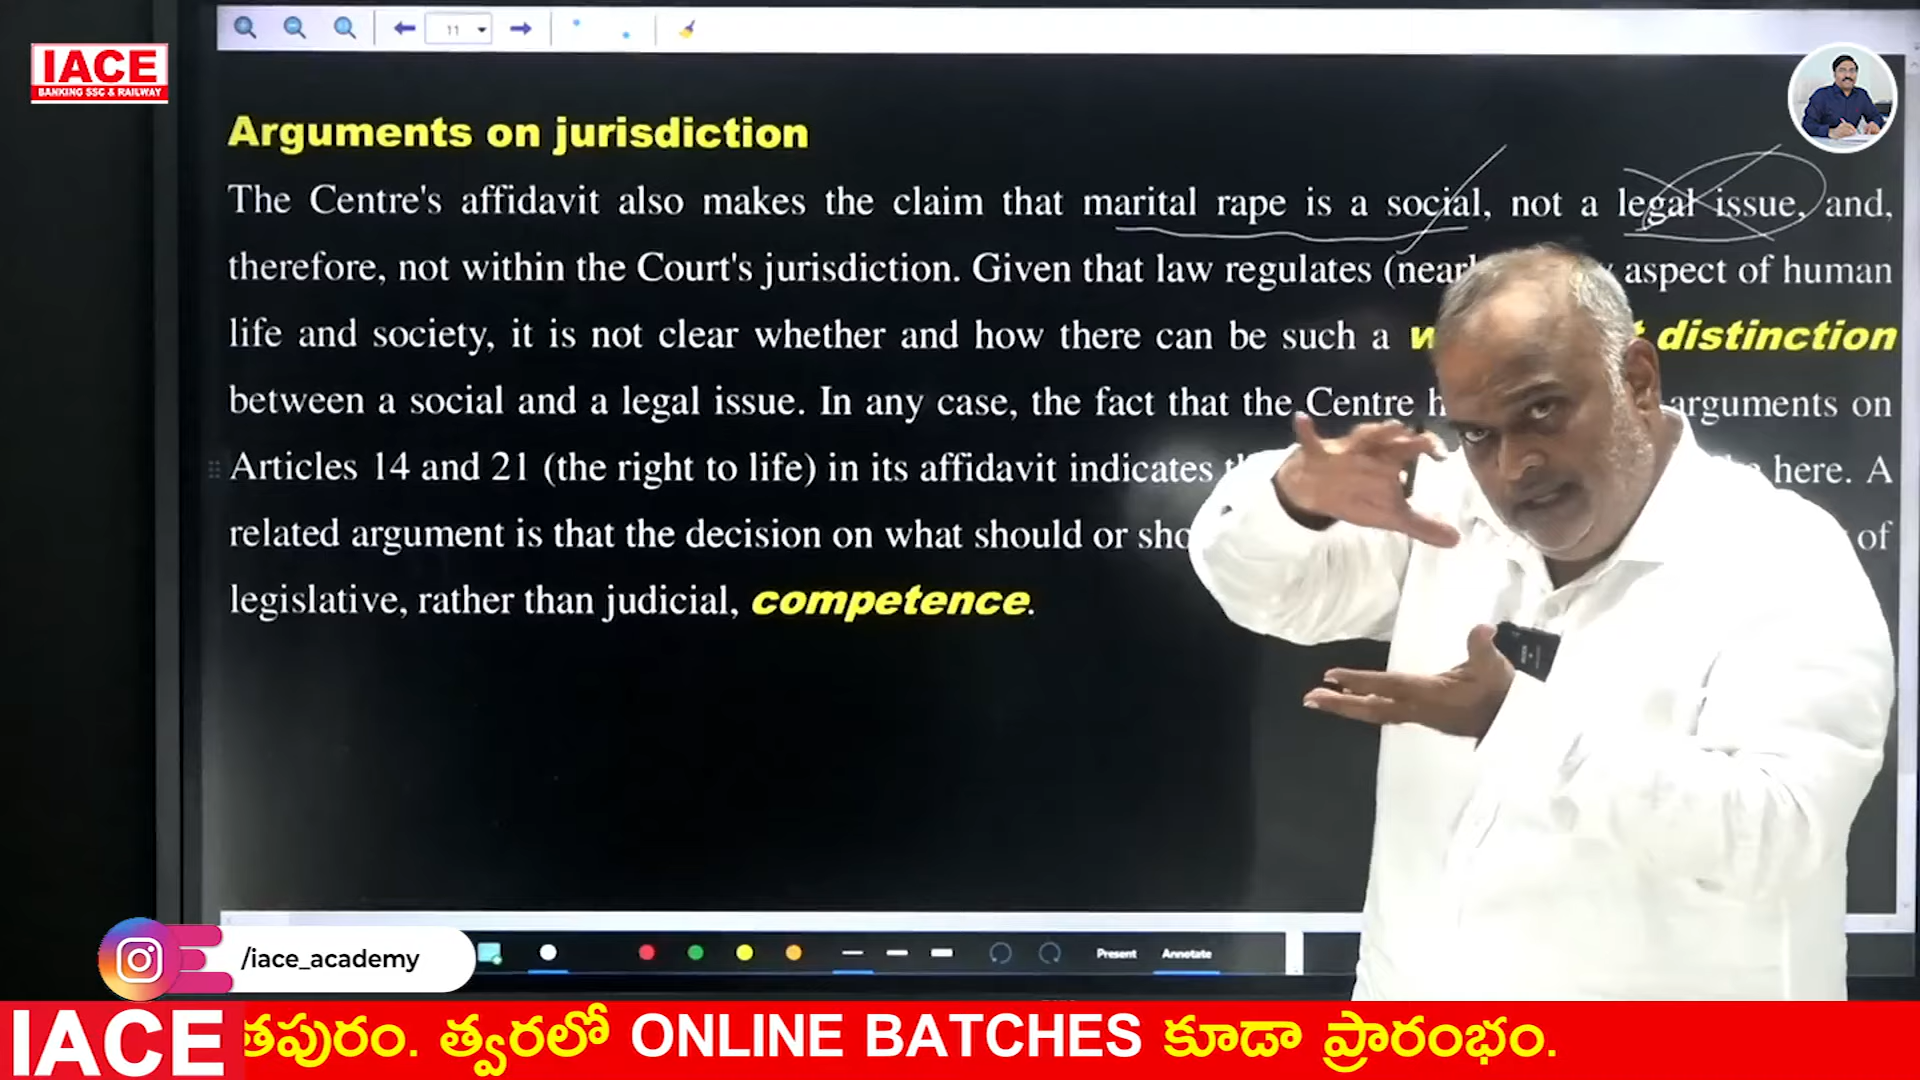 11
IACE
BANKING SSC & RAILWAY
Arguments on jurisdiction
The Centre's affidavit also makes the claim that marital rape is a social, not a legal issue, and,
therefore, not within the Court's jurisdiction. Given that law regulates (nearl aspect of human
life and society, it is not clear whether and how there can be such a distinction
between a social and a legal issue. In any case, the fact that the Centre h arguments on
Articles 14 and 21 (the right to life) in its affidavit indicates here. A
related argument is that the decision on what should or sho of
legislative, rather than judicial, competence.
/iace_academy
Present Annotate
IACE తపురం. త్వరలో ONLINE BATCHES కూడా ప్రారంభం.